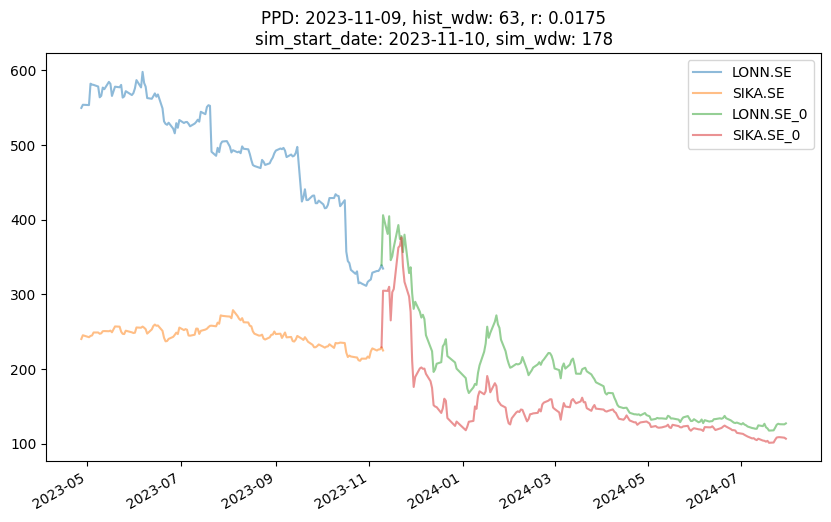 PPD: 2023-11-09, hist_wdw: 63, r: 0.0175
sim_start_date: 2023-11-10, sim_wdw: 178
LONN.SE
SIKA.SE
LONN.SE_0
SIKA.SE_0
600
500
400
300
200
100
2023-05
2023-07
2023-09
2023-11
2024-01
2024-03
2024-05
2024-07